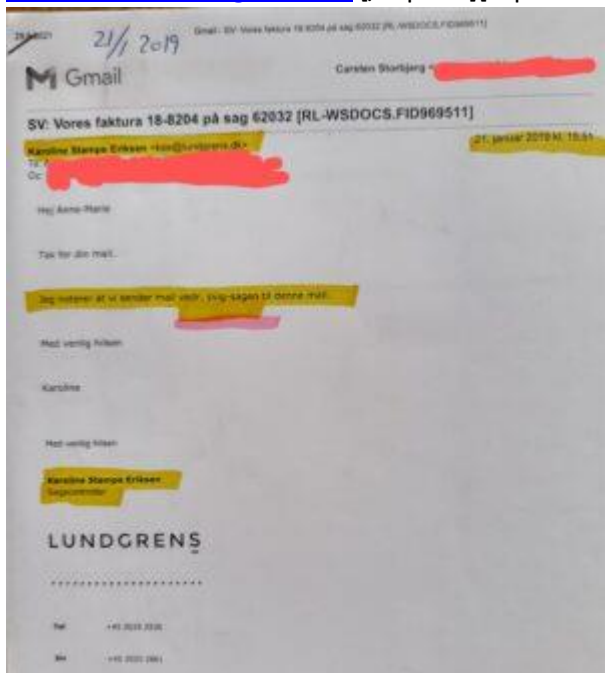 21/1 2019
Gmail - SV: Vores faktura 18-8204 på sag 62032 [RL-WSDOCS.FID969511]
Gmail
Carsten Storbjerg
SV: Vores faktura 18-8204 på sag 62032 [RL-WSDOCS.FID969511]
Karoline Stampe Eriksen
21. januar 2019 kl.
Hej Anne-Marie
Tak for din mail.
Jeg noterer at vi sender mail vedr. svig-sagen til denne mail.
Med venlig hilsen
Karoline
Med venlig hilsen
Karoline Stampe Eriksen
LUNDGRENS
Tel